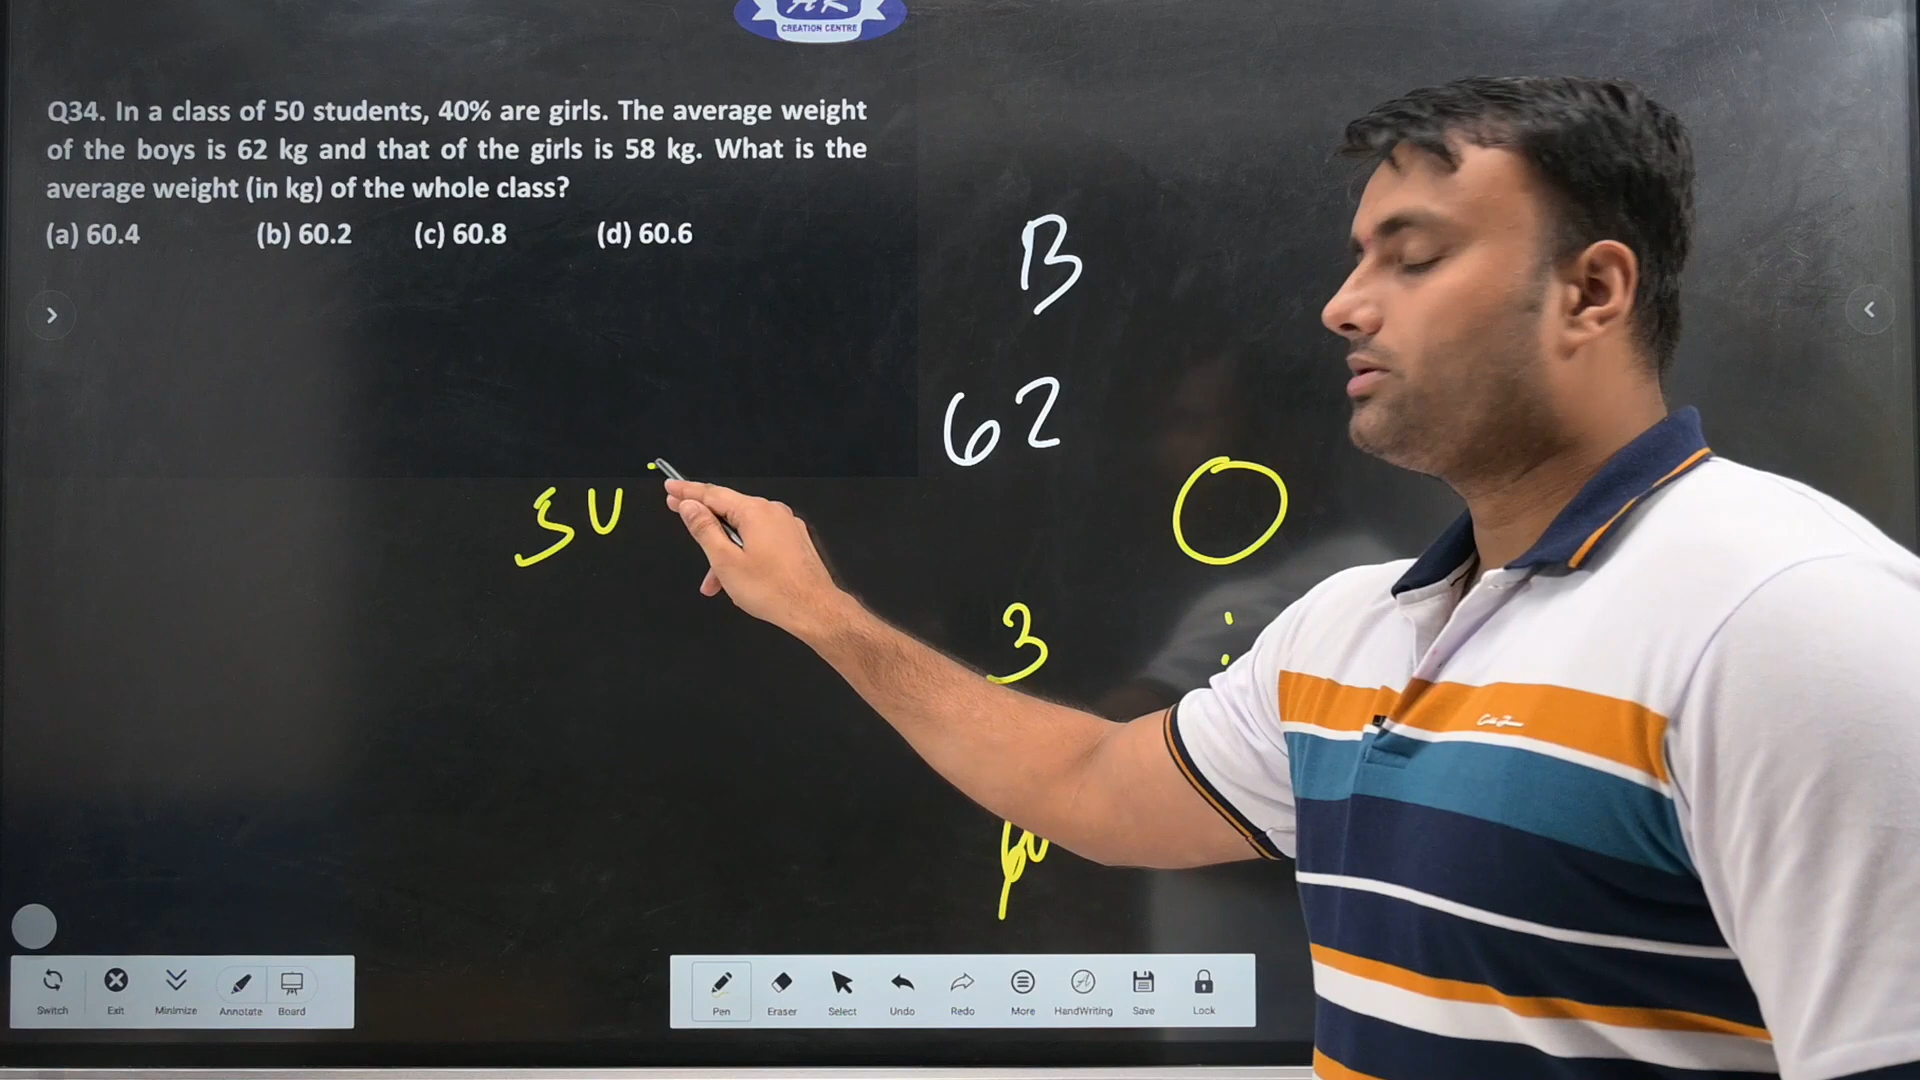 CREATION CENTRE
Q34. In a class of 50 students, 40% are girls. The average weight
of the boys is 62 kg and that of the girls is 58 kg. What is the
average weight (in kg) of the whole class?
(a) 60.4 (b) 60.2 (c) 60.8 (d) 60.6
B
62
50
3 :
60
Switch Exit Minimize Annotate Board
Pen Eraser Select Undo Redo More HandWriting Save Lock